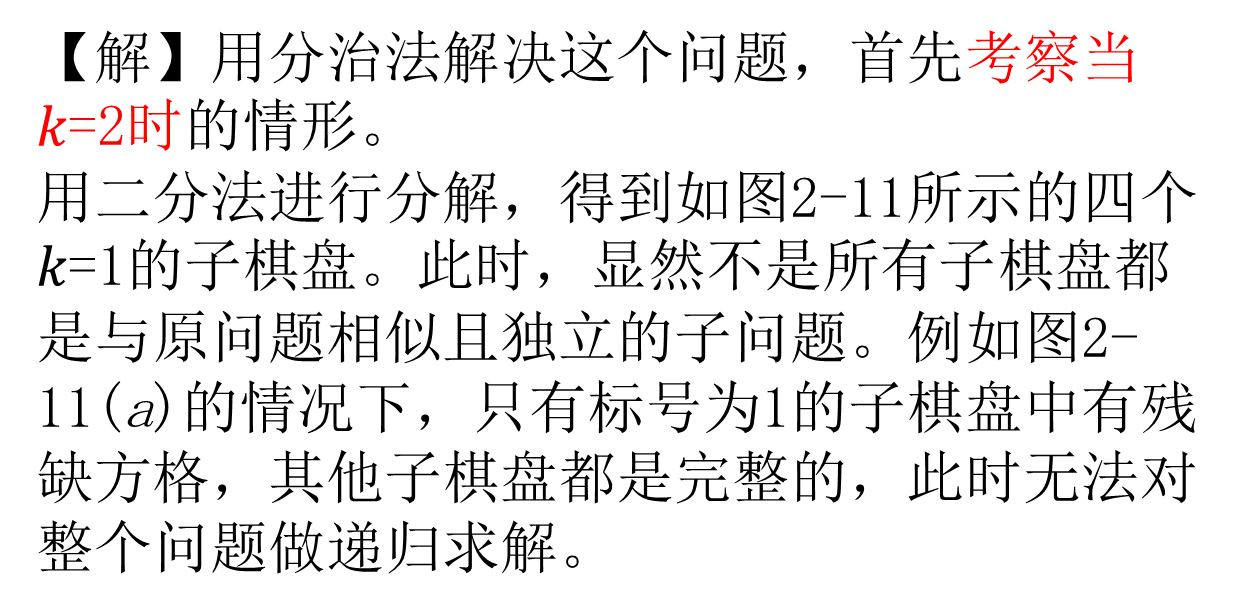 【解】用分治法解决这个问题，首先考察当
k=2时的情形。
用二分法进行分解，得到如图2-11所示的四个
k=1的子棋盘。此时，显然不是所有子棋盘都
是与原问题相似且独立的子问题。例如图2-
11(a)的情况下，只有标号为1的子棋盘中有残
缺方格，其他子棋盘都是完整的，此时无法对
整个问题做递归求解。